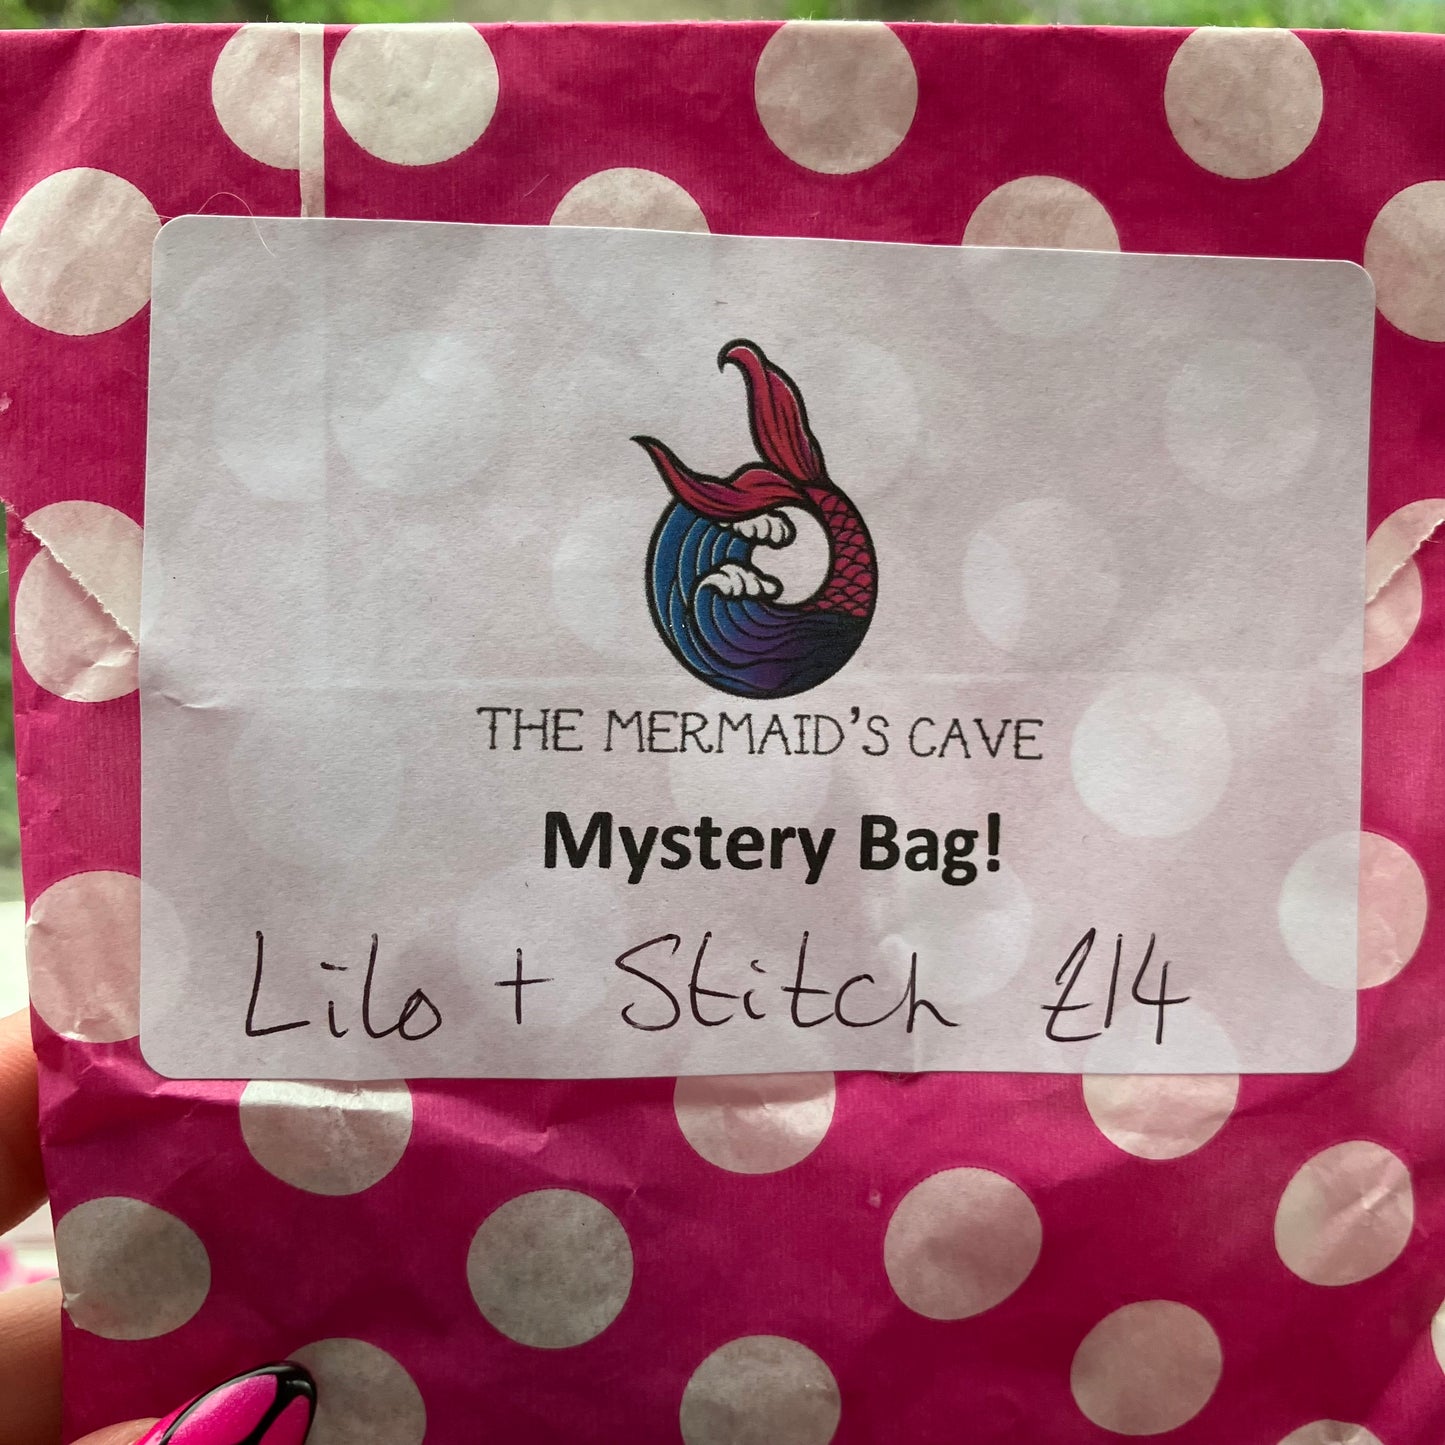 THE MERMAID'S CAVE
Mystery Bag!
Lilo + Stitch £14